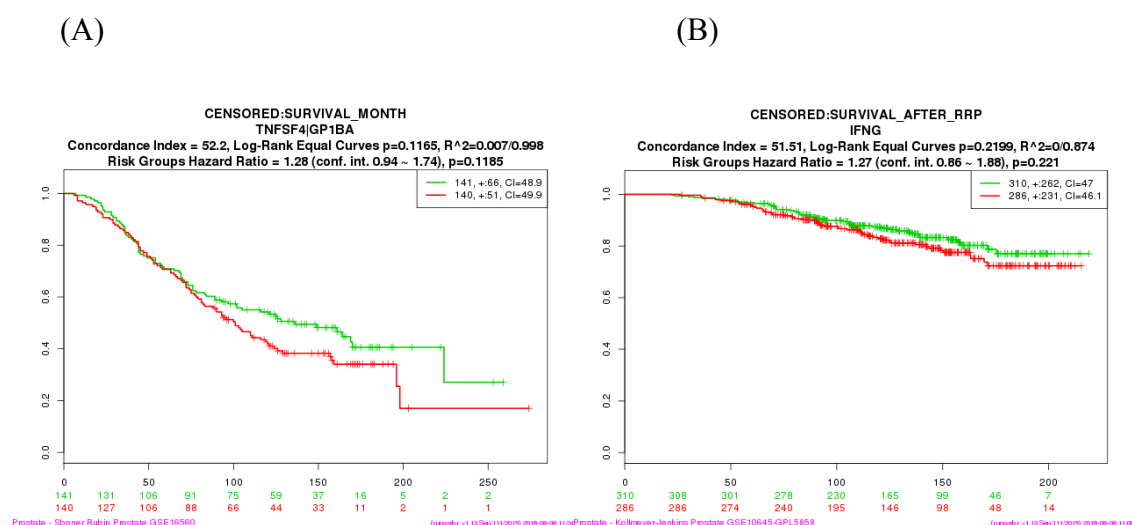 (A)
(B)
CENSORED:SURVIVAL_MONTH
TNFSF4|GP1BA
Concordance Index = 52.2, Log-Rank Equal Curves p=0.1165, R^2=0.007/0.998
Risk Groups Hazard Ratio = 1.28 (conf. int. 0.94 ~ 1.74), p=0.1185
141, +:66, CI=48.9
140, +:51, CI=49.9
1.0
0.8
0.6
0.4
0.2
0.0
0 50 100 150 200 250
141 131 106 91 75 59 37 16 5 2 2
140 127 106 88 66 44 33 11 2 1 1
Prostate - Sboner Rubin Prostate GSE16560
CENSORED:SURVIVAL_AFTER_RRP
IFNG
Concordance Index = 51.51, Log-Rank Equal Curves p=0.2199, R^2=0/0.874
Risk Groups Hazard Ratio = 1.27 (conf. int. 0.86 ~ 1.88), p=0.221
310, +:262, CI=47
286, +:231, CI=46.1
1.0
0.8
0.6
0.4
0.2
0.0
0 50 100 150 200
310 308 301 278 230 165 99 46 7
286 286 274 240 195 146 98 48 14
Prostate - Kollmeyer-Jenkins Prostate GSE10645-GPL5858